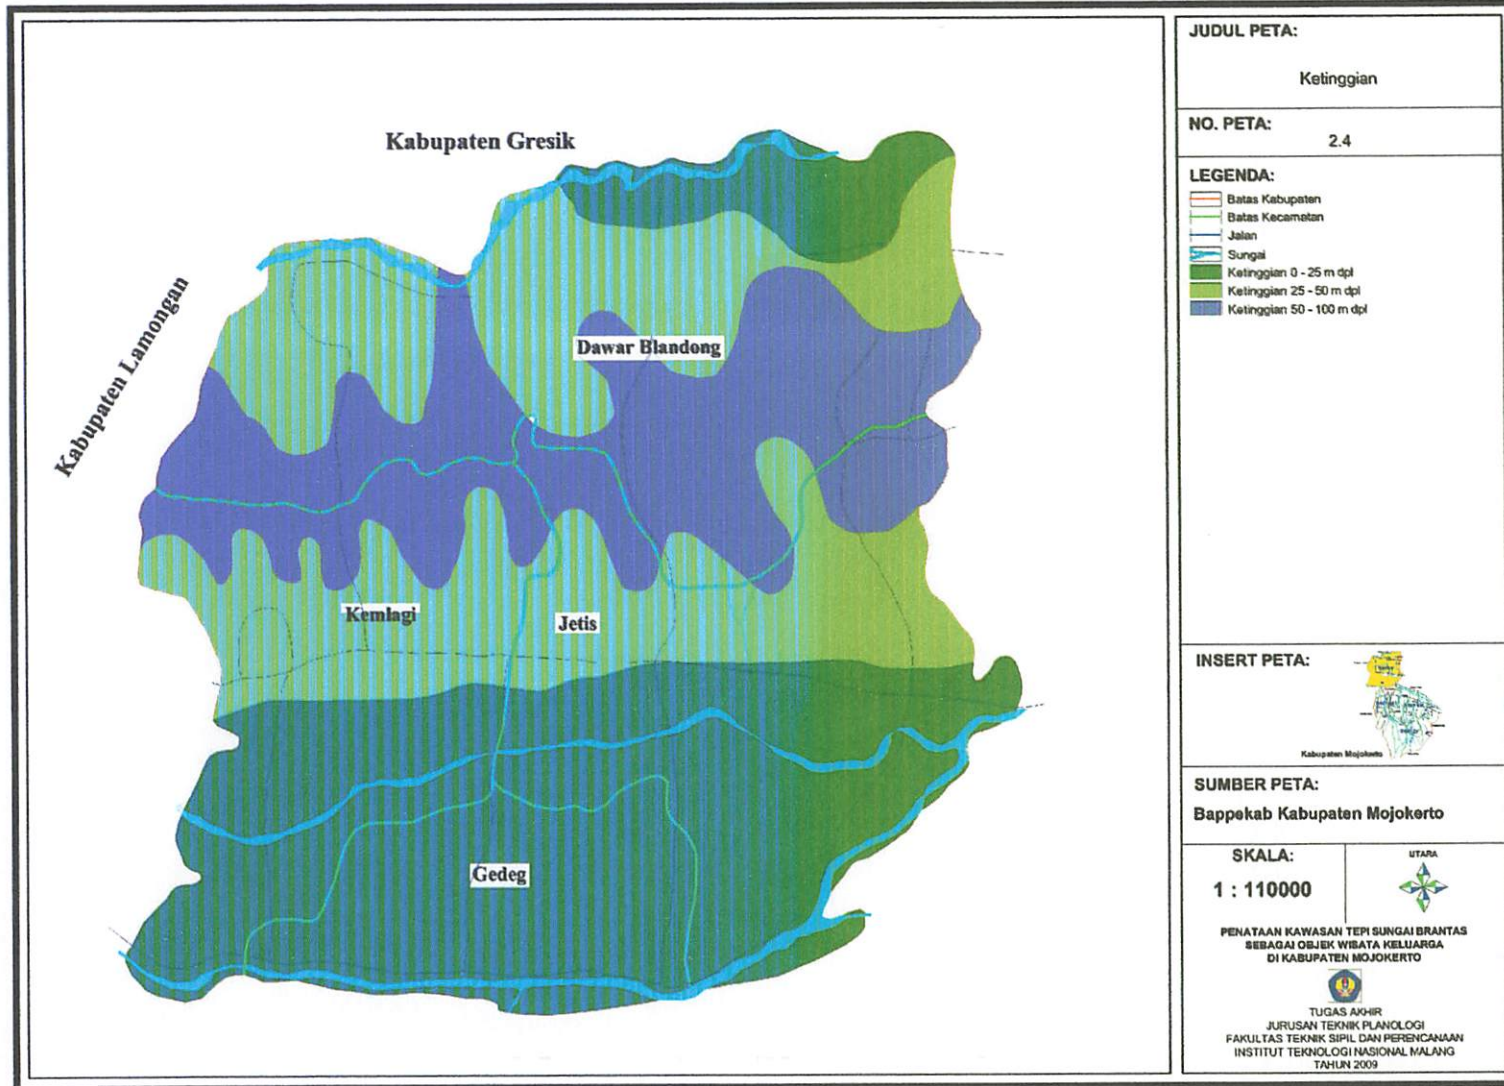 Kabupaten Gresik
Kabupaten Lamongan
Dawar Blandong
Kemlagi
Jetis
Gedeg
JUDUL PETA:
Ketinggian
NO. PETA:
2.4
LEGENDA:
Batas Kabupaten
Batas Kecamatan
Jalan
Sungai
Ketinggian 0 - 25 m dpl
Ketinggian 25 - 50 m dpl
Ketinggian 50 - 100 m dpl
INSERT PETA:
Kabupaten Mojokerto
SUMBER PETA:
Bappekab Kabupaten Mojokerto
SKALA:
1 : 110000
UTARA
PENATAAN KAWASAN TEPI SUNGAI BRANTAS
SEBAGAI OBJEK WISATA KELUARGA
DI KABUPATEN MOJOKERTO
TUGAS AKHIR
JURUSAN TEKNIK PLANOLOGI
FAKULTAS TEKNIK SIPIL DAN PERENCANAAN
INSTITUT TEKNOLOGI NASIONAL MALANG
TAHUN 2009